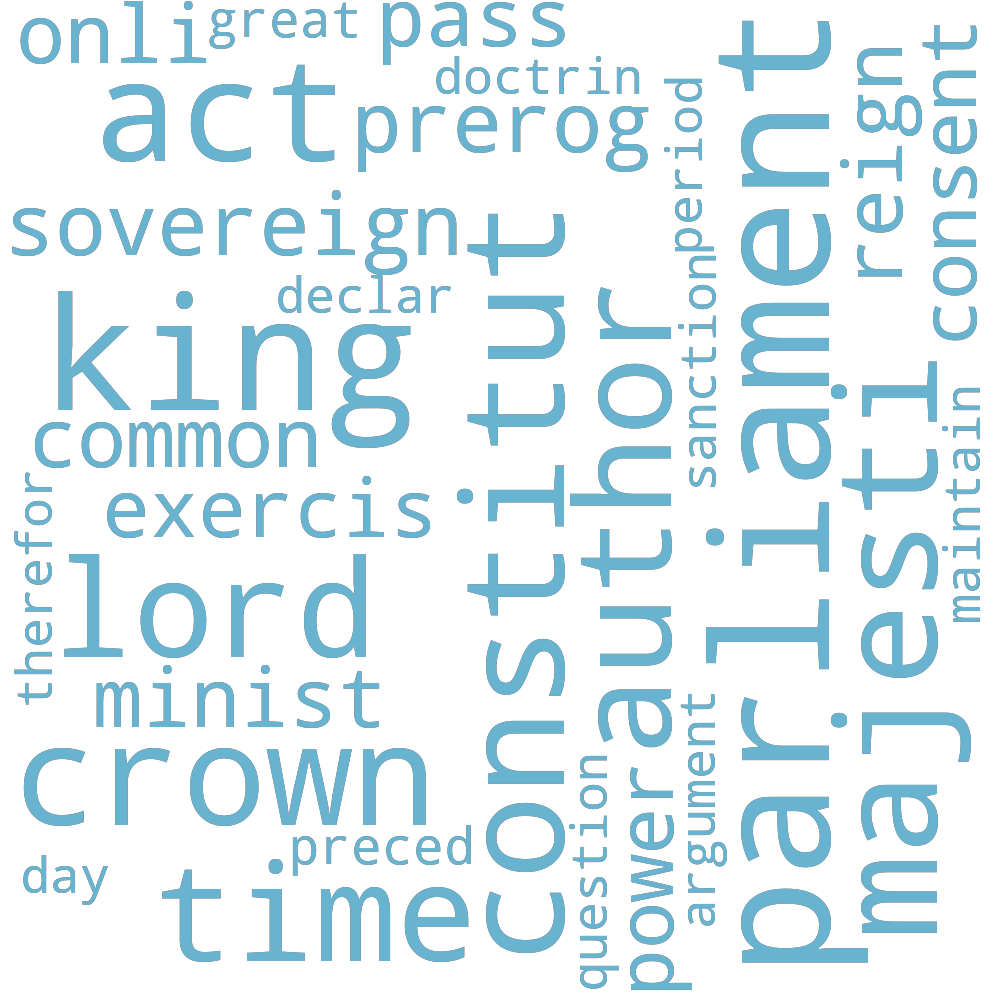 onli
great
pass
act
doctrin
prerog
sovereign
declar
king
common
exercis
therefor
lord
minist
crown
preced
day
time
constitut
author
question
power
argument
sanction
period
parliament
majesti
reign
consent
maintain